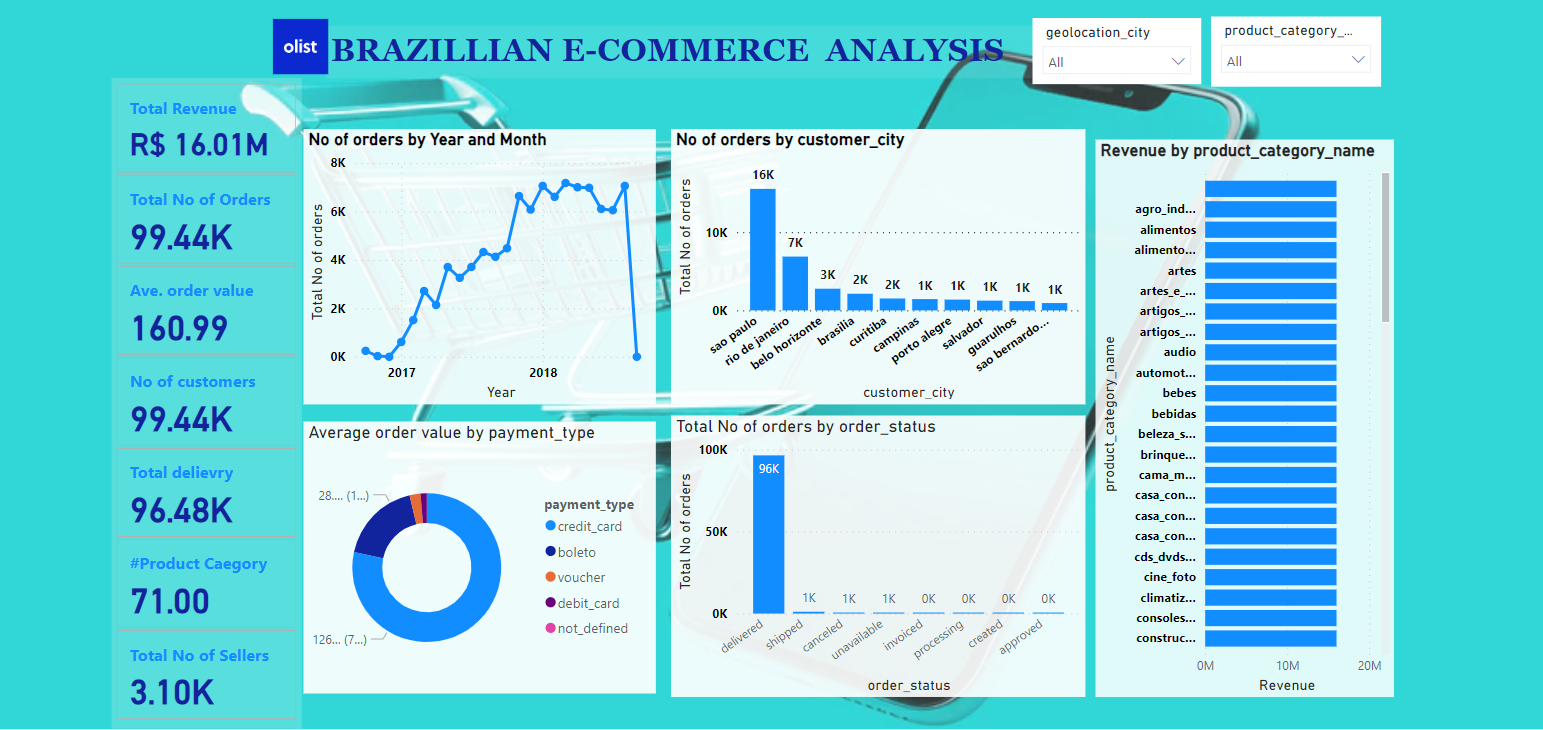 olist
BRAZILLIAN E-COMMERCE ANALYSIS
geolocation_city
All
product_category_...
All
Total Revenue
R$ 16.01M
Total No of Orders
99.44K
Ave. order value
160.99
No of customers
99.44K
Total delievry
96.48K
#Product Caegory
71.00
Total No of Sellers
3.10K
No of orders by Year and Month
Total No of orders
8K
6K
4K
2K
0K
2017
2018
Year
No of orders by customer_city
Total No of orders
10K
0K
16K
7K
3K
2K
2K
1K
1K
1K
1K
1K
sao paulo
rio de janeiro
belo horizonte
brasilia
curitiba
campinas
porto alegre
salvador
guarulhos
sao bernardo...
customer_city
Average order value by payment_type
28.... (1...)
126... (7...)
payment_type
credit_card
boleto
voucher
debit_card
not_defined
Total No of orders by order_status
Total No of orders
100K
50K
0K
96K
1K
1K
1K
0K
0K
0K
0K
delivered
shipped
canceled
unavailable
invoiced
processing
created
approved
order_status
Revenue by product_category_name
product_category_name
agro_ind...
alimentos
alimento...
artes
artes_e_...
artigos_...
artigos_...
audio
automot...
bebes
bebidas
beleza_s...
brinque...
cama_m...
casa_con...
casa_con...
casa_con...
cds_dvds...
cine_foto
climatiz...
consoles...
construc...
0M
10M
20M
Revenue